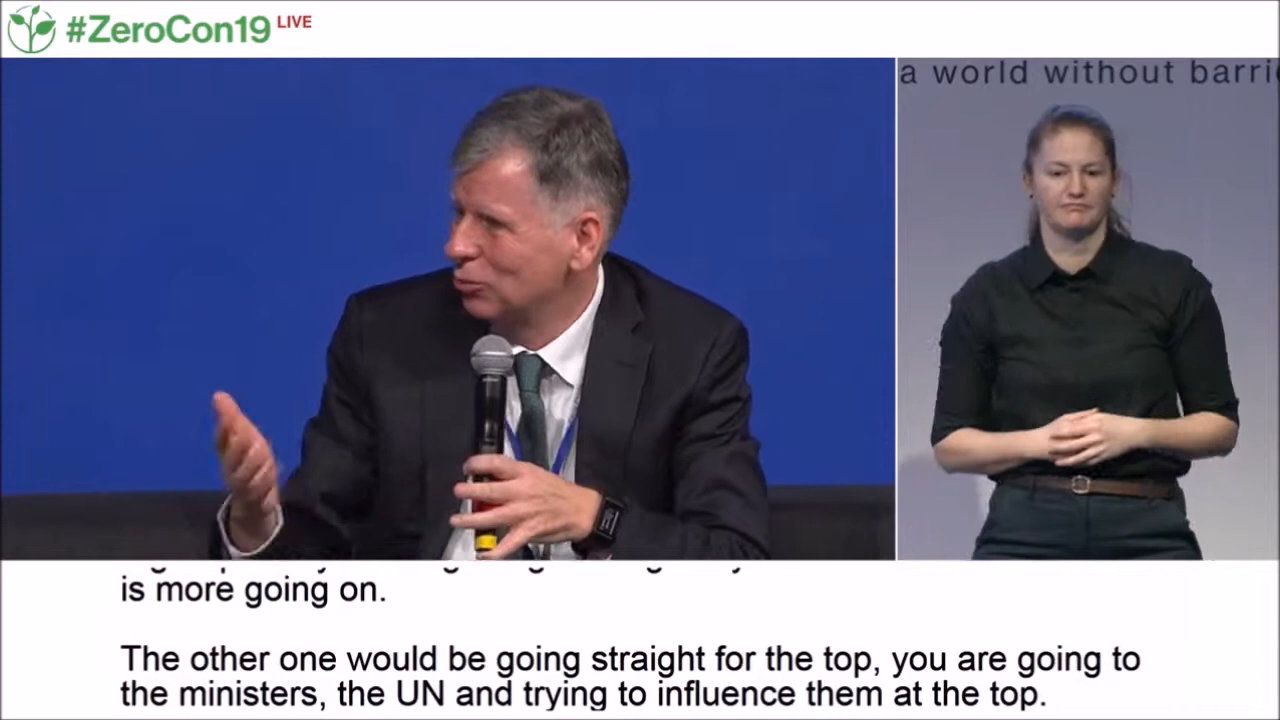 #ZeroCon19 LIVE
a world without
is more going on.
The other one would be going straight for the top, you are going to
the ministers, the UN and trying to influence them at the top.